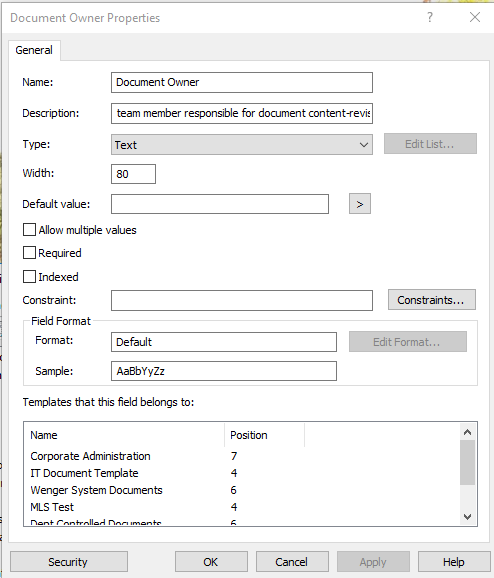 Document Owner Properties
? X
General
Name: Document Owner
Description: team member responsible for document content-revis
Type: Text Edit List...
Width: 80
Default value: >
Allow multiple values
Required
Indexed
Constraint: Constraints...
Field Format
Format: Default Edit Format...
Sample: AaBbYyZz
Templates that this field belongs to:
Name Position
Corporate Administration 7
IT Document Template 4
Wenger System Documents 6
MLS Test 4
Dept Controlled Documents 6
Security OK Cancel Apply Help